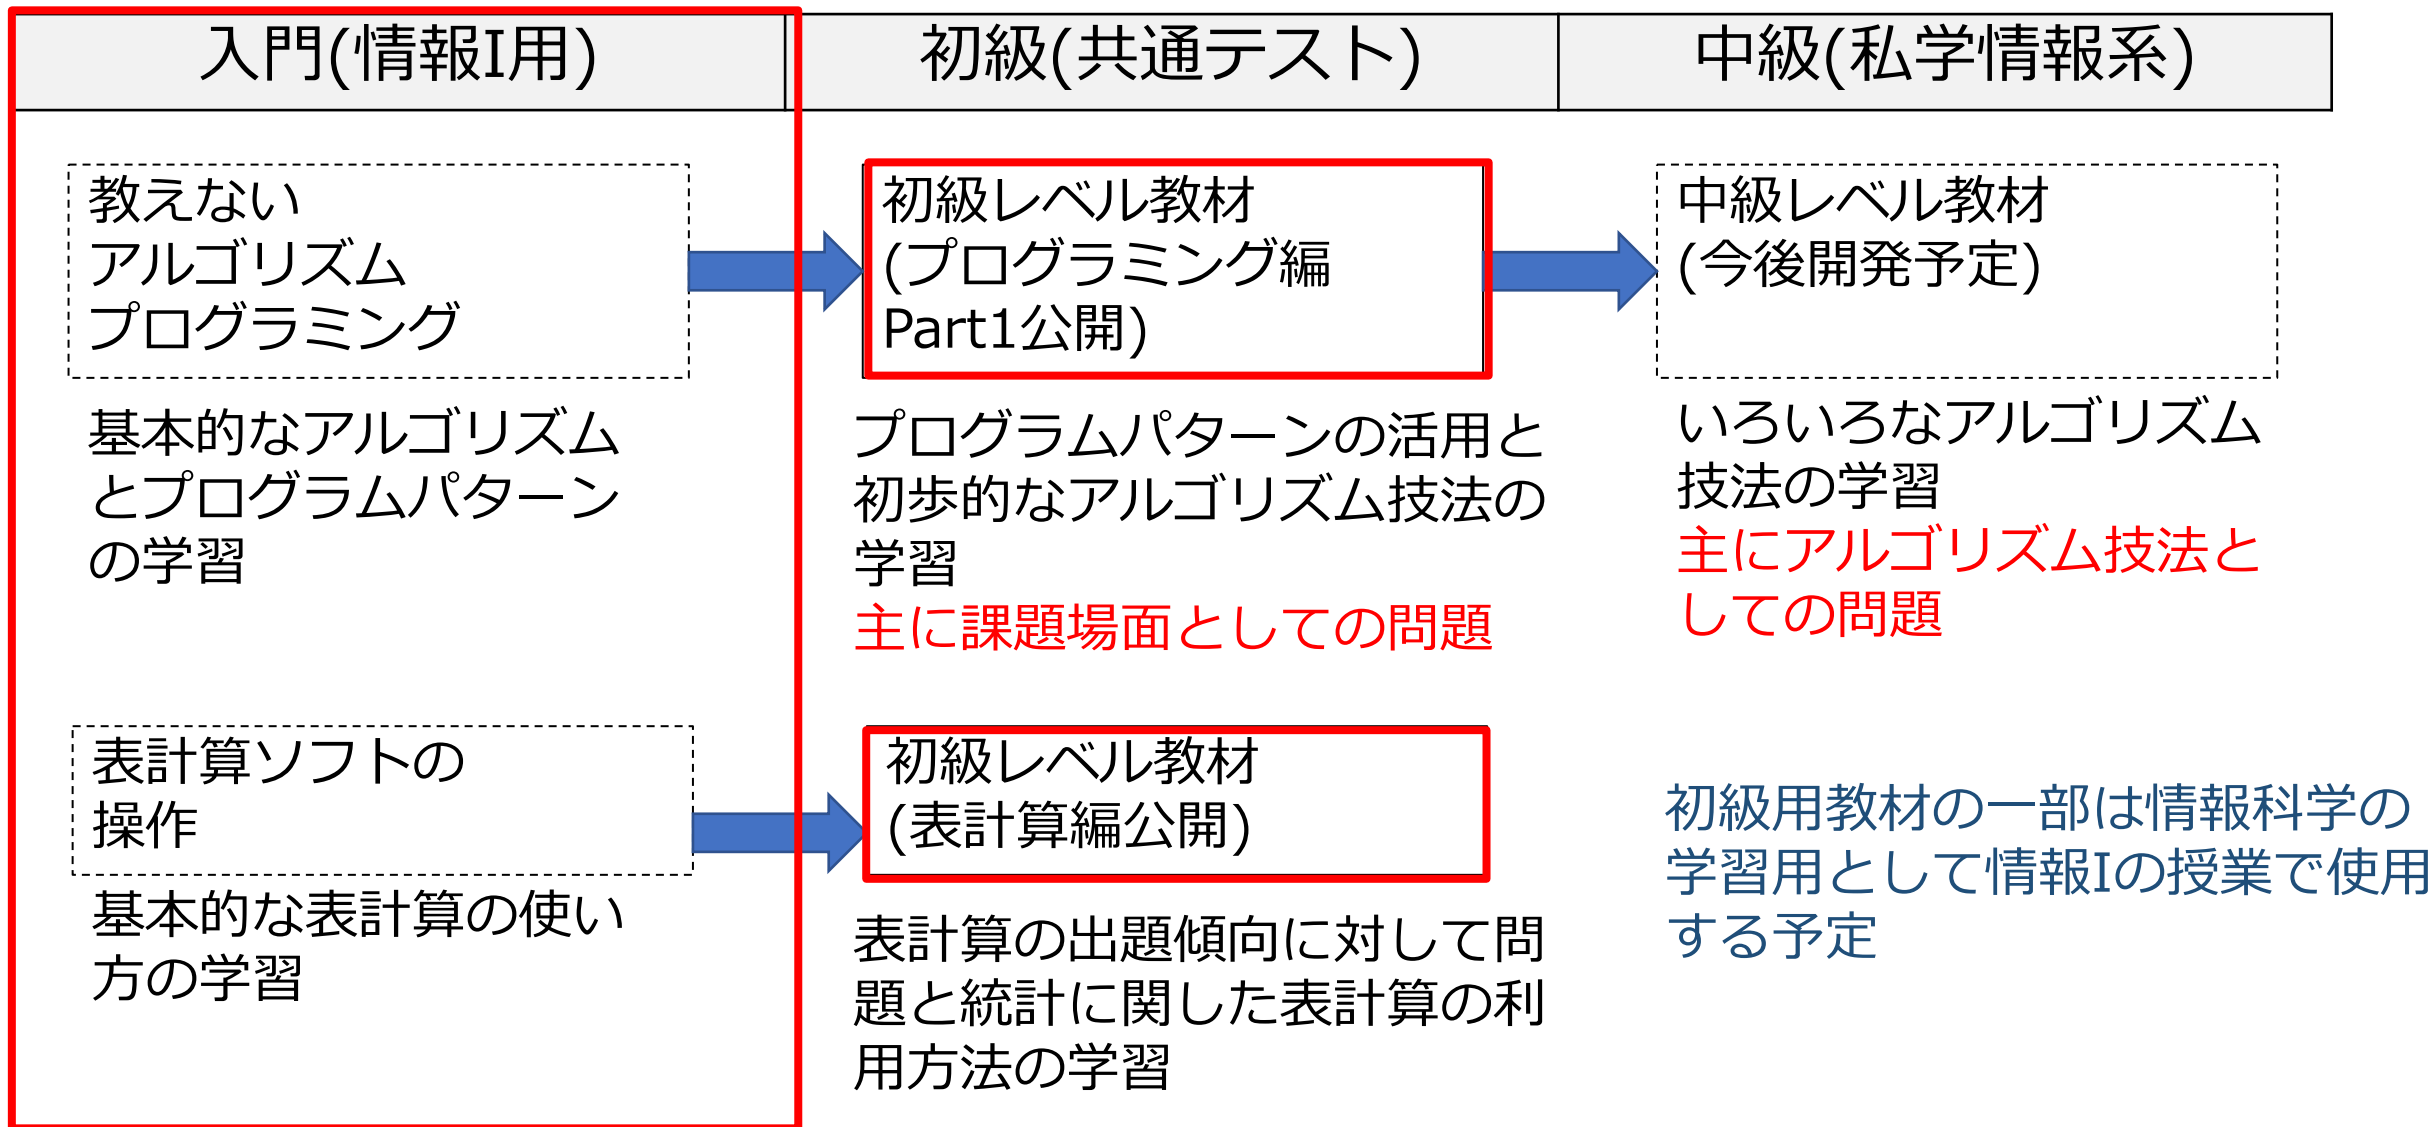 入門(情報I用)
初級(共通テスト)
中級(私学情報系)
教えない
アルゴリズム
プログラミング
初級レベル教材
(プログラミング編
Part1公開)
中級レベル教材
(今後開発予定)
基本的なアルゴリズム
とプログラムパターン
の学習
プログラムパターンの活用と
初歩的なアルゴリズム技法の
学習
主に課題場面としての問題
いろいろなアルゴリズム
技法の学習
主にアルゴリズム技法と
しての問題
表計算ソフトの
操作
初級レベル教材
(表計算編公開)
基本的な表計算の使い
方の学習
表計算の出題傾向に対して問
題と統計に関した表計算の利
用方法の学習
初級用教材の一部は情報科学の
学習用として情報Iの授業で使用
する予定